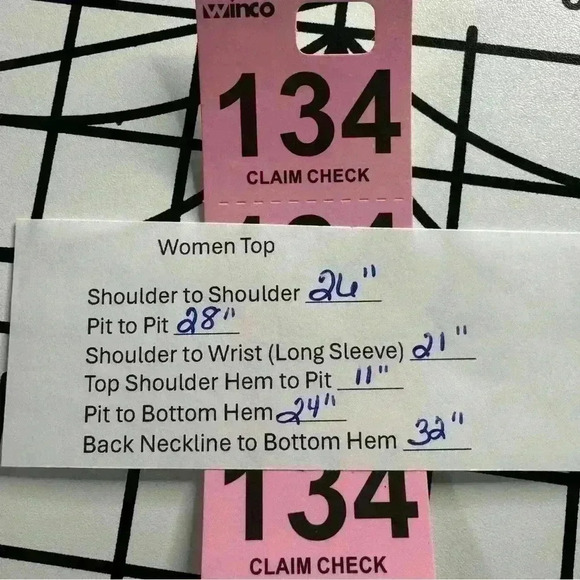 Winco
134
CLAIM CHECK
134
Women Top
Shoulder to Shoulder 26"
Pit to Pit 28"
Shoulder to Wrist (Long Sleeve) 21"
Top Shoulder Hem to Pit 11"
Pit to Bottom Hem 24"
Back Neckline to Bottom Hem 32"
134
CLAIM CHECK